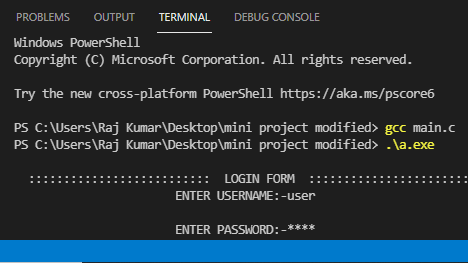 PROBLEMS OUTPUT TERMINAL DEBUG CONSOLE
Windows PowerShell
Copyright (C) Microsoft Corporation. All rights reserved.
Try the new cross-platform PowerShell https://aka.ms/pscore6
PS C:\Users\Raj Kumar\Desktop\mini project modified> gcc main.c
PS C:\Users\Raj Kumar\Desktop\mini project modified> .\a.exe
:::::::::::::::::::::::::: LOGIN FORM ::::::::::::::::::::::::
ENTER USERNAME:-user
ENTER PASSWORD:-****